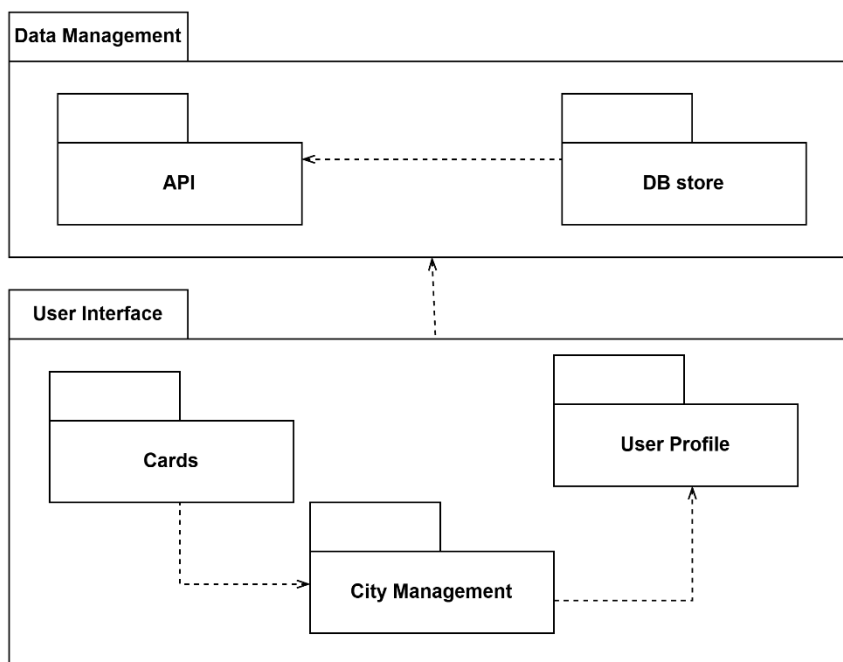 Data Management
API
DB store
User Interface
Cards
User Profile
City Management